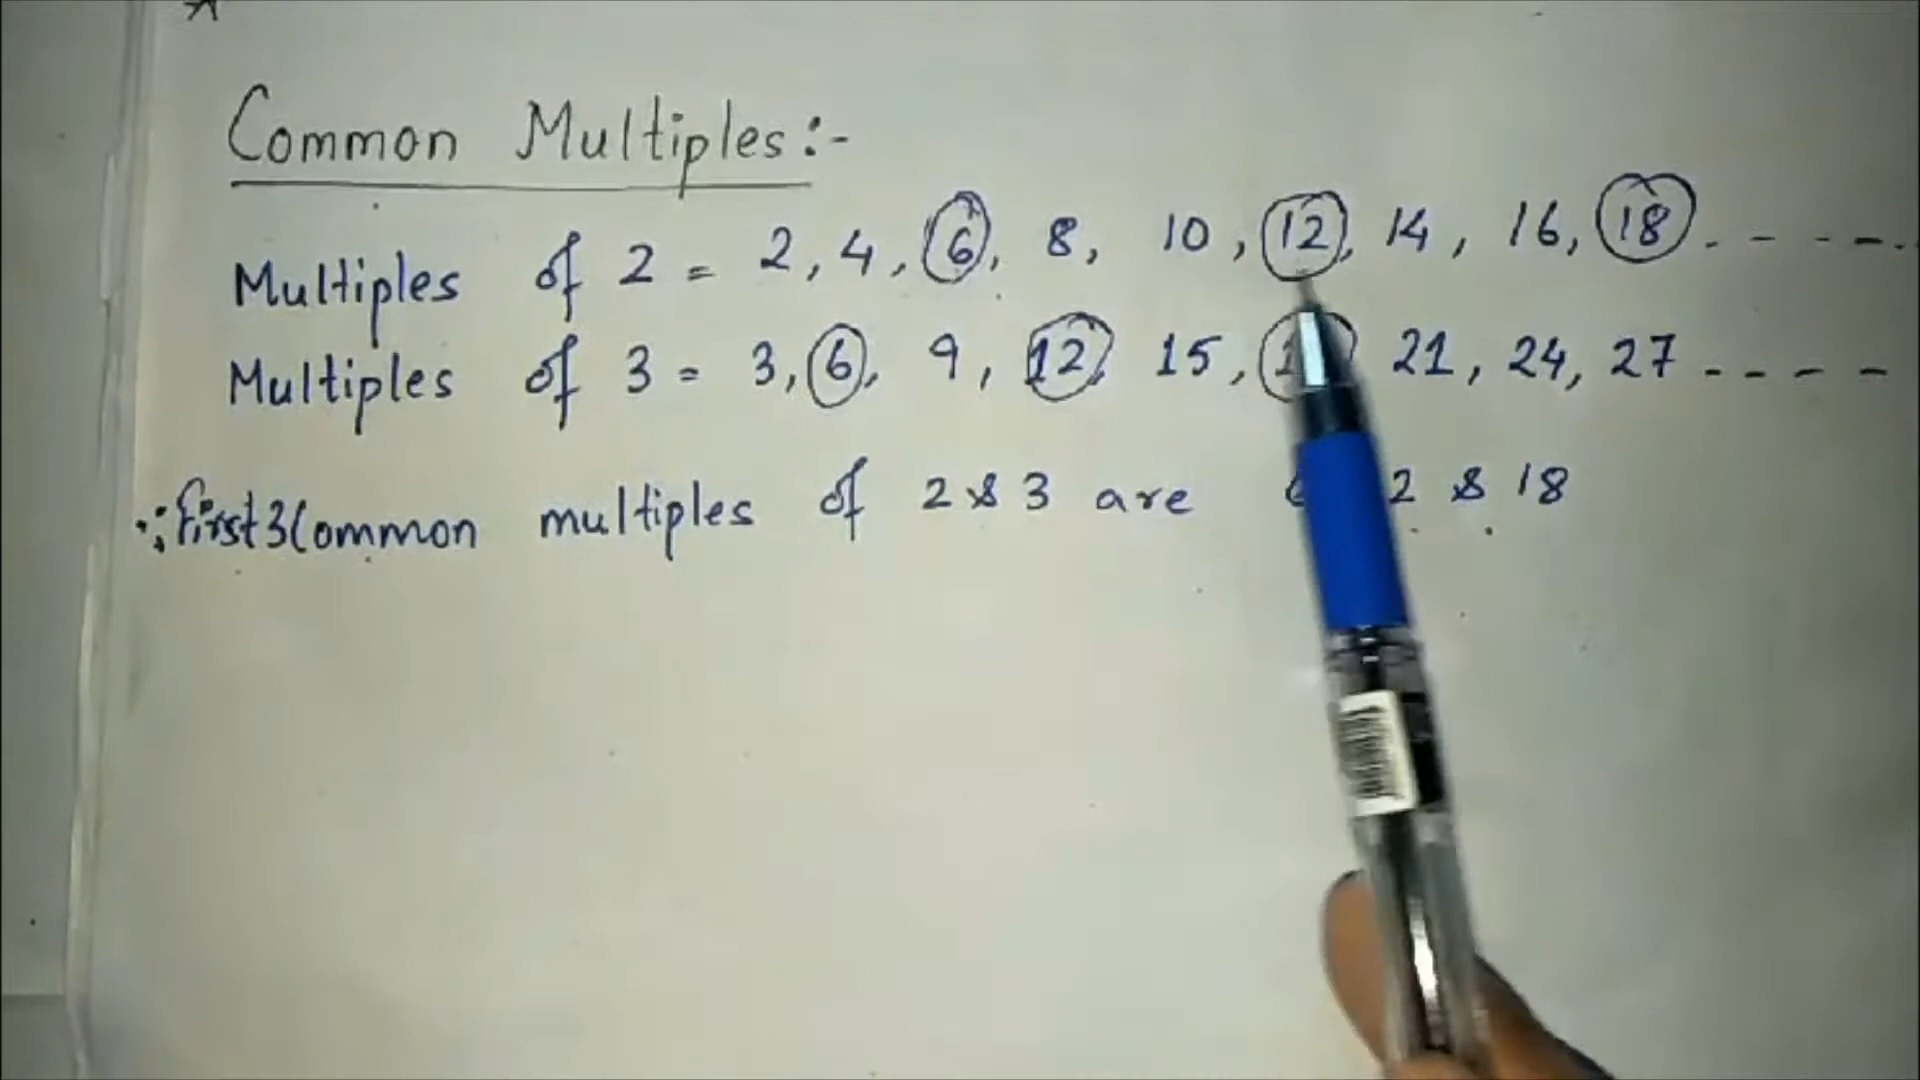 Common Multiples:-
Multiples of 2 = 2, 4, 6, 8, 10, 12, 14, 16, 18. - - - -.
Multiples of 3 = 3, 6, 9, 12, 15, 21, 24, 27 - - - -
∴ first 3 Common multiples of 2 & 3 are & 18